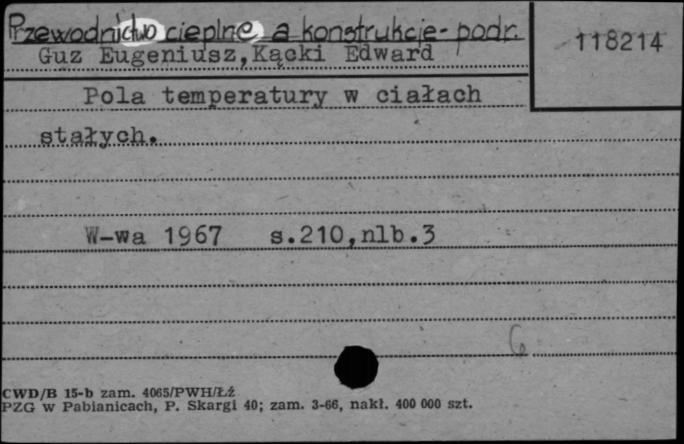 Przewodnictwo cieplne a konstrukcje - podr.
118214
Guz Eugeniusz,Kącki Edward
Pola temperatury w ciałach
stałych.
W-wa 1967 s.210,nlb.3
6
CWD/B 15-b zam. 4065/PWH/Łź
PZG w Pabianicach, P. Skargi 40; zam. 3-66, nakł. 400 000 szt.